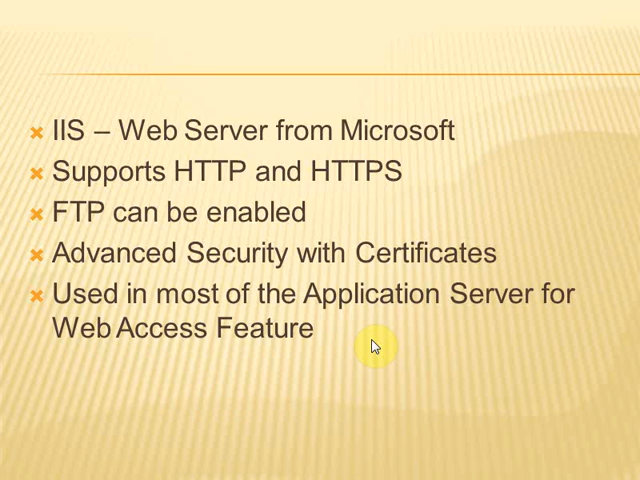 IIS – Web Server from Microsoft
Supports HTTP and HTTPS
FTP can be enabled
Advanced Security with Certificates
Used in most of the Application Server for
Web Access Feature